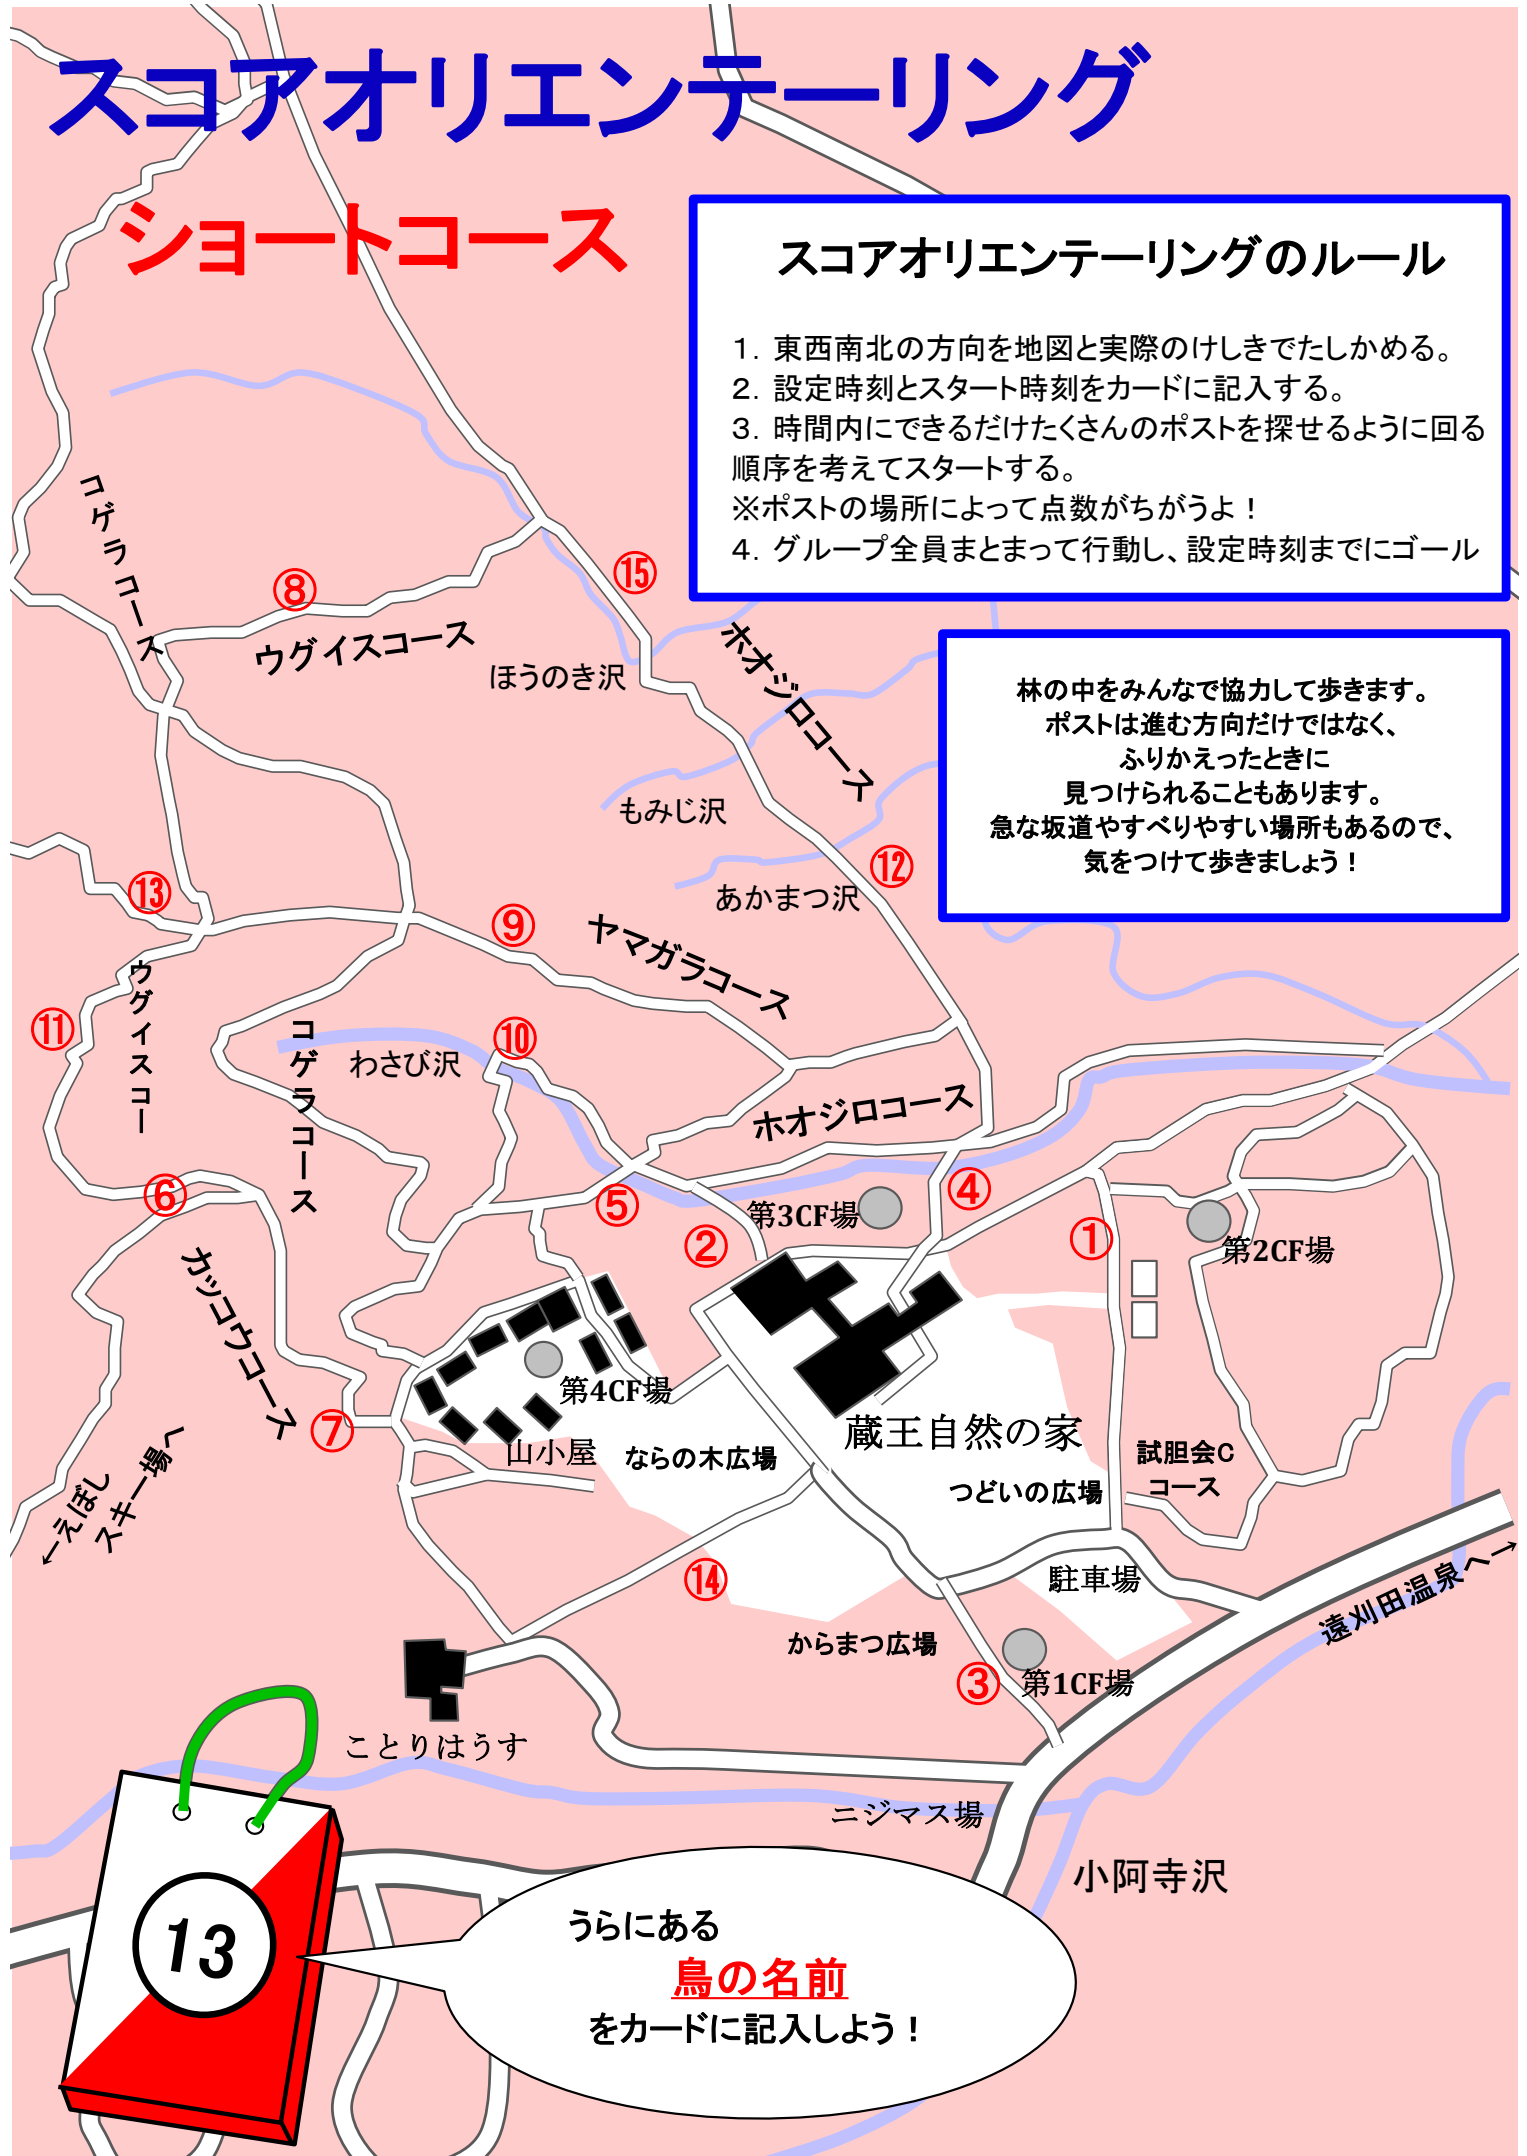 スコアオリエンテーリング
ショートコース
スコアオリエンテーリングのルール
1．東西南北の方向を地図と実際のけしきでたしかめる。
2．設定時刻とスタート時刻をカードに記入する。
3．時間内にできるだけたくさんのポストを探せるように回る
順序を考えてスタートする。
※ポストの場所によって点数がちがうよ！
4．グループ全員まとまって行動し、設定時刻までにゴール
林の中をみんなで協力して歩きます。
ポストは進む方向だけではなく、
ふりかえったときに
見つけられることもあります。
急な坂道やすべりやすい場所もあるので、
気をつけて歩きましょう！
コゲラコース
⑧
⑮
ウグイスコース
ほうのき沢
ホオジロコース
もみじ沢
⑫
あかまつ沢
⑬
⑨
ヤマガラコース
ウグイスコー
⑪
コゲラコース
わさび沢
⑩
ホオジロコース
⑥
⑤
④
②
第3CF場
①
第2CF場
カッコウコース
第4CF場
⑦
山小屋
ならの木広場
蔵王自然の家
つどいの広場
試胆会C
コース
←えぼし
スキー場へ
⑭
駐車場
遠刈田温泉へ→
からまつ広場
③
第1CF場
ことりはうす
ニジマス場
小阿寺沢
13
うらにある
鳥の名前
をカードに記入しよう！